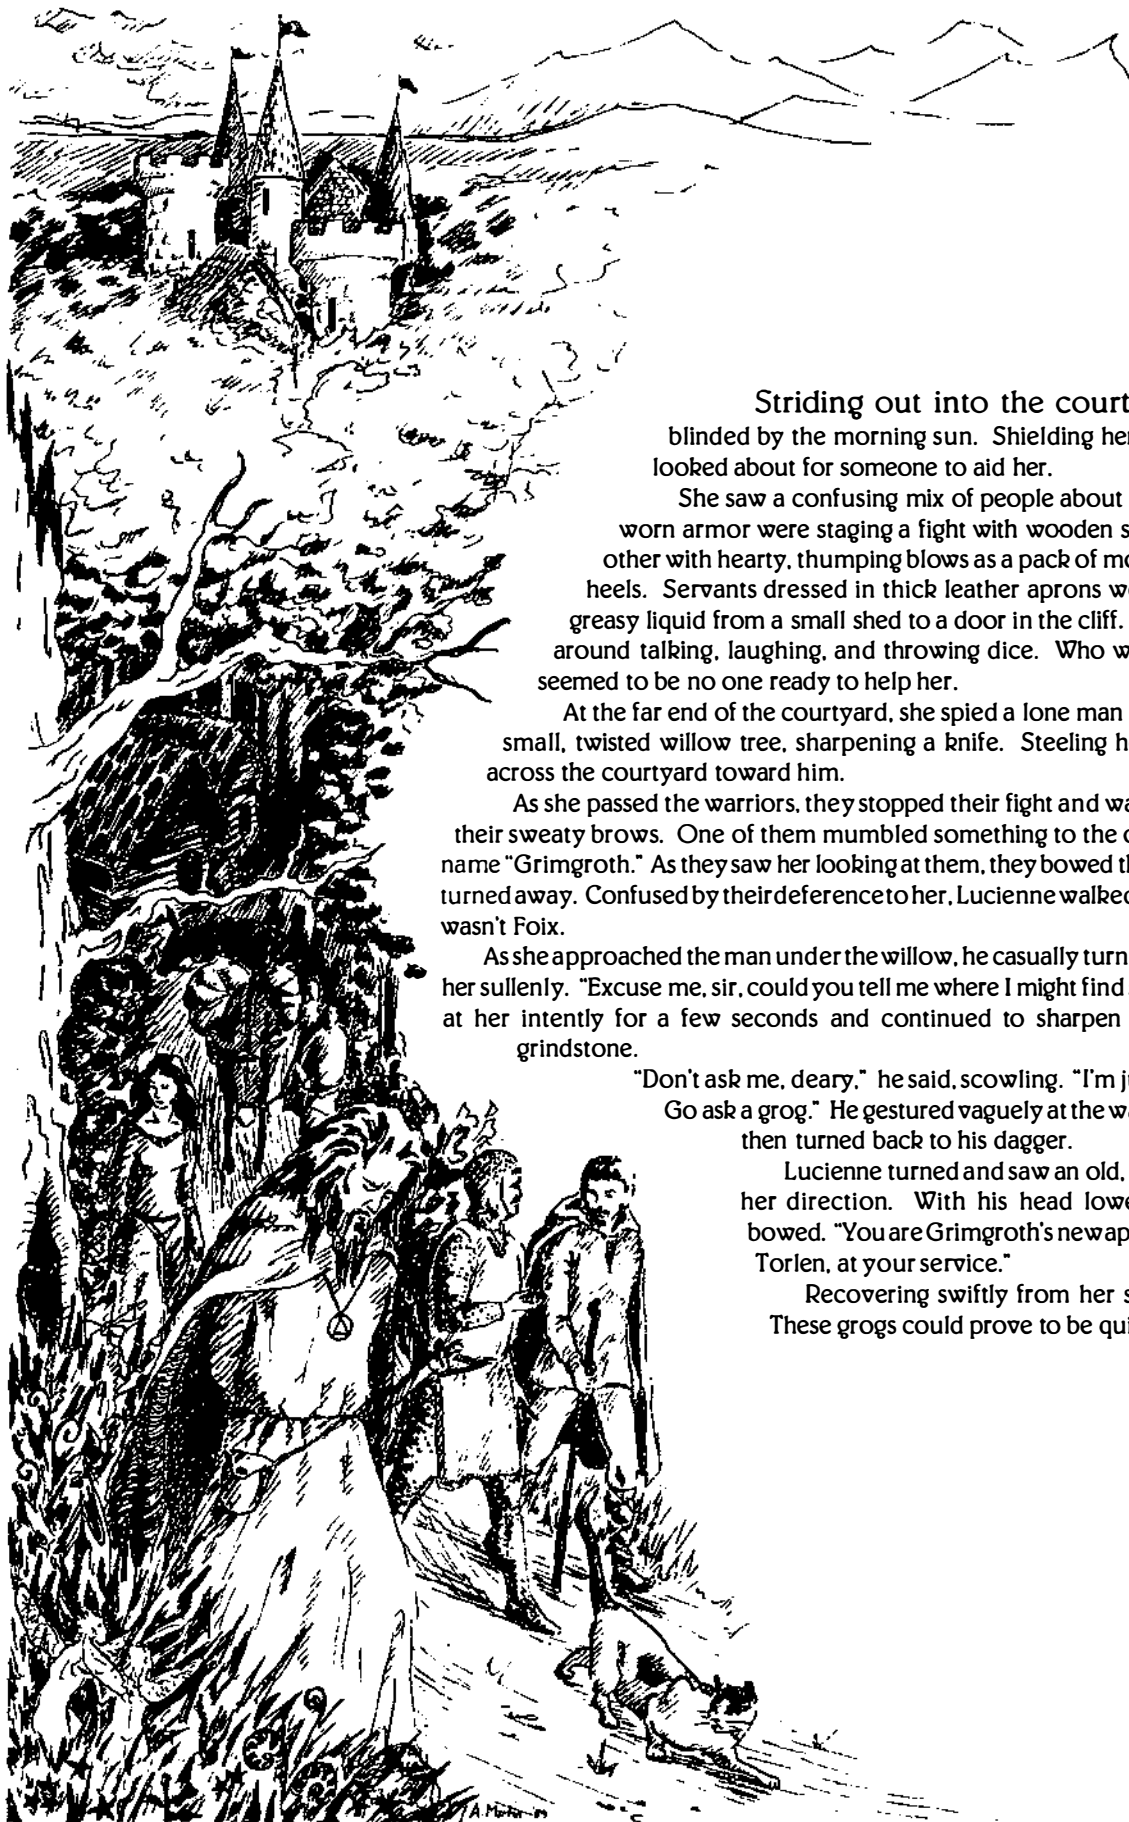 Striding out into the court
blinded by the morning sun. Shielding her
looked about for someone to aid her.
She saw a confusing mix of people about
worn armor were staging a fight with wooden s
other with hearty, thumping blows as a pack of mo
heels. Servants dressed in thick leather aprons w
greasy liquid from a small shed to a door in the cliff.
around talking, laughing, and throwing dice. Who w
seemed to be no one ready to help her.
At the far end of the courtyard, she spied a lone man
small, twisted willow tree, sharpening a knife. Steeling h
across the courtyard toward him.
As she passed the warriors, they stopped their fight and wa
their sweaty brows. One of them mumbled something to the
name “Grimgroth.” As they saw her looking at them, they bowed th
turned away. Confused by their deference to her, Lucienne walked
wasn't Foix.
As she approached the man under the willow, he casually turn
her sullenly. “Excuse me, sir, could you tell me where I might find
at her intently for a few seconds and continued to sharpen
grindstone.
“Don't ask me, deary,” he said, scowling. “I'm ju
Go ask a grog.” He gestured vaguely at the wa
then turned back to his dagger.
Lucienne turned and saw an old,
her direction. With his head lowe
bowed. “You are Grimgroth's new ap
Torlen, at your service.”
Recovering swiftly from her s
These grogs could prove to be qui